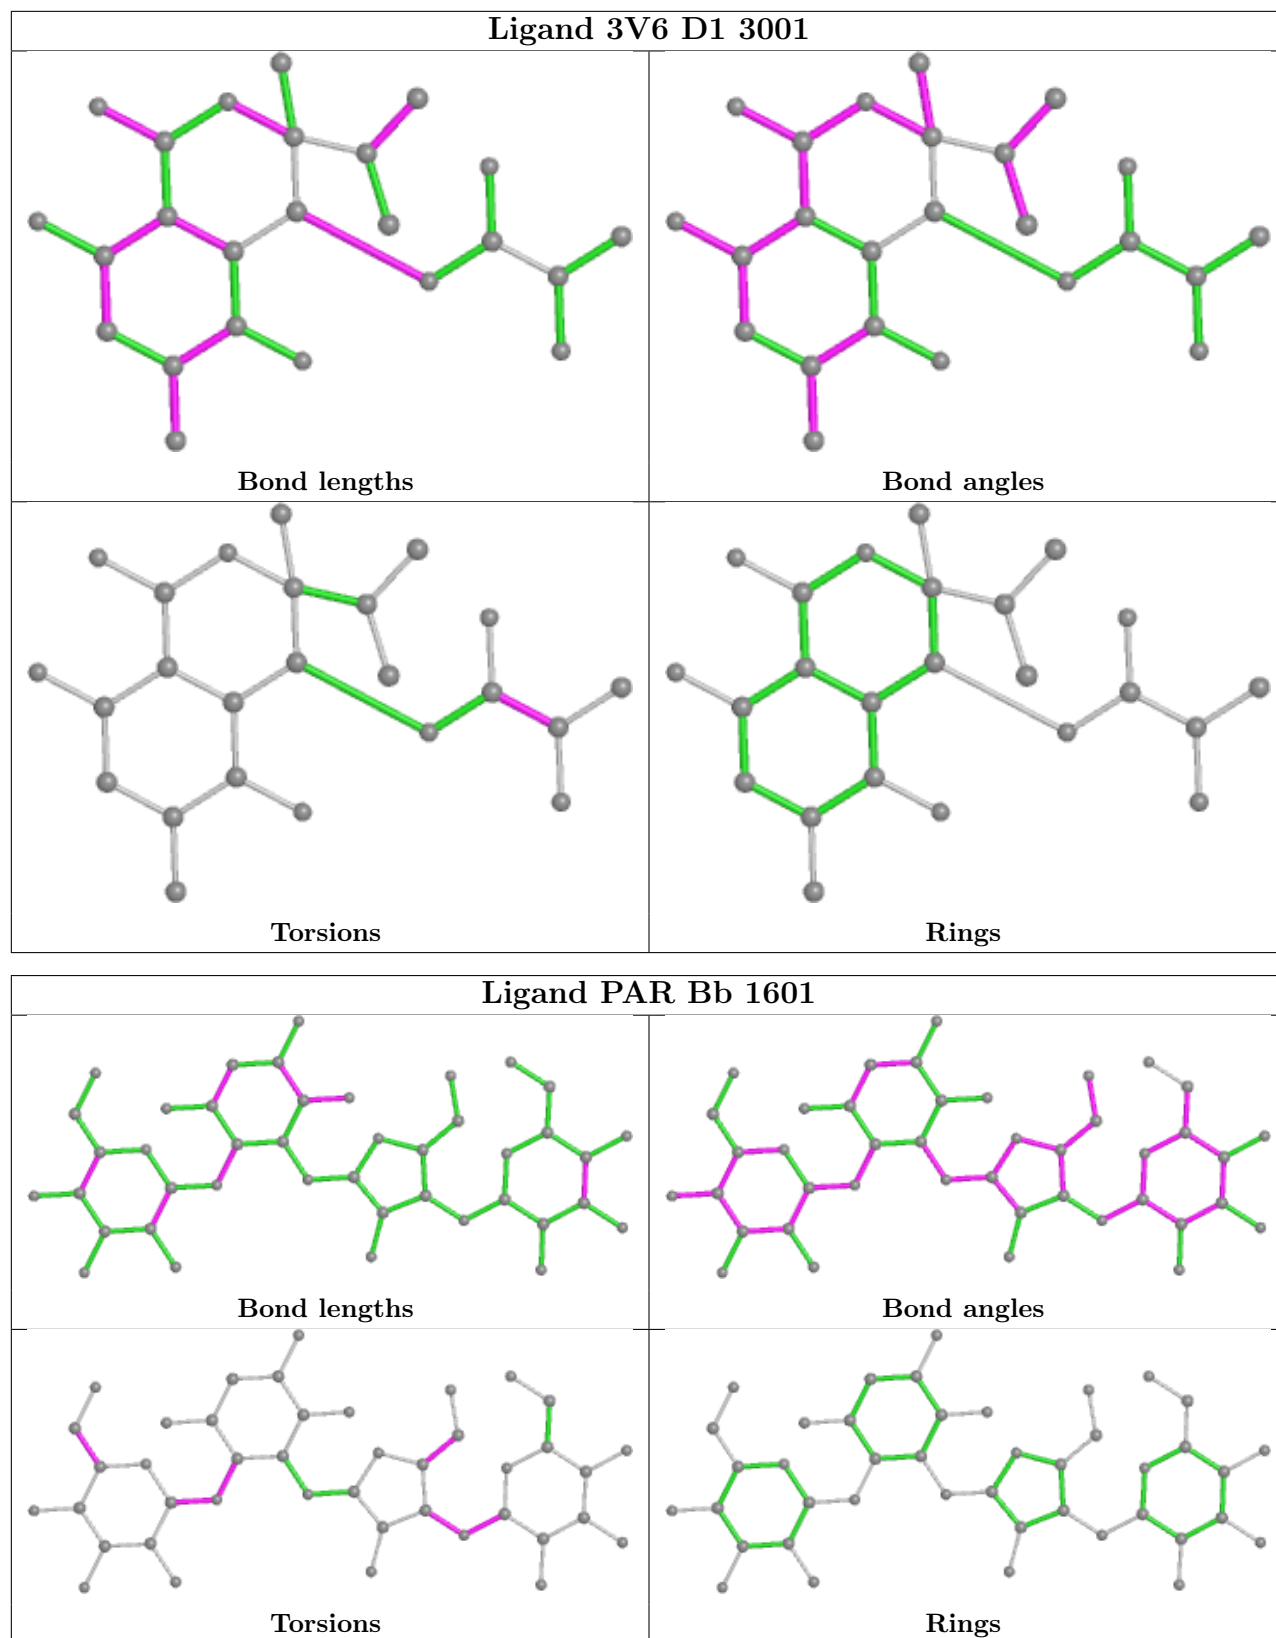 Ligand 3V6 D1 3001
Bond lengths
Bond angles
Torsions
Rings
Ligand PAR Bb 1601
Bond lengths
Bond angles
Torsions
Rings